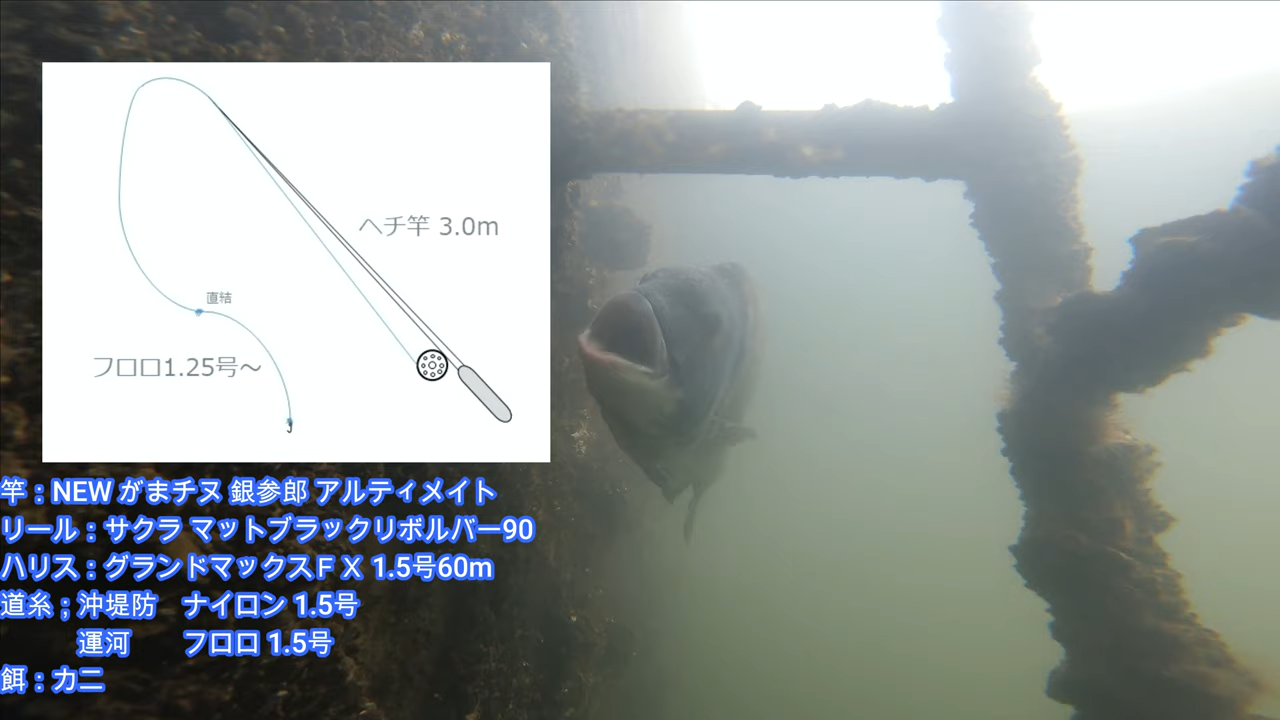 ヘチ竿 3.0m
直結
フロロ1.25号～
竿：NEW がまチヌ 銀参郎 アルティメイト
リール：サクラ マットブラックリボルバー90
ハリス：グランドマックスＦＸ 1.5号60m
道糸；沖堤防　ナイロン 1.5号
運河　　フロロ 1.5号
餌：カニ